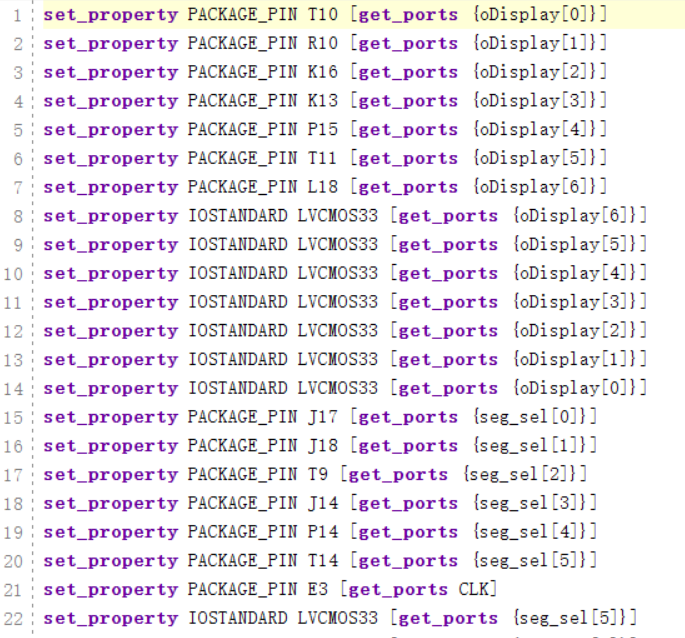 1 set_property PACKAGE_PIN T10 [get_ports {oDisplay[0]}]
2 set_property PACKAGE_PIN R10 [get_ports {oDisplay[1]}]
3 set_property PACKAGE_PIN K16 [get_ports {oDisplay[2]}]
4 set_property PACKAGE_PIN K13 [get_ports {oDisplay[3]}]
5 set_property PACKAGE_PIN P15 [get_ports {oDisplay[4]}]
6 set_property PACKAGE_PIN T11 [get_ports {oDisplay[5]}]
7 set_property PACKAGE_PIN L18 [get_ports {oDisplay[6]}]
8 set_property IOSTANDARD LVCMOS33 [get_ports {oDisplay[6]}]
9 set_property IOSTANDARD LVCMOS33 [get_ports {oDisplay[5]}]
10 set_property IOSTANDARD LVCMOS33 [get_ports {oDisplay[4]}]
11 set_property IOSTANDARD LVCMOS33 [get_ports {oDisplay[3]}]
12 set_property IOSTANDARD LVCMOS33 [get_ports {oDisplay[2]}]
13 set_property IOSTANDARD LVCMOS33 [get_ports {oDisplay[1]}]
14 set_property IOSTANDARD LVCMOS33 [get_ports {oDisplay[0]}]
15 set_property PACKAGE_PIN J17 [get_ports {seg_sel[0]}]
16 set_property PACKAGE_PIN J18 [get_ports {seg_sel[1]}]
17 set_property PACKAGE_PIN T9 [get_ports {seg_sel[2]}]
18 set_property PACKAGE_PIN J14 [get_ports {seg_sel[3]}]
19 set_property PACKAGE_PIN P14 [get_ports {seg_sel[4]}]
20 set_property PACKAGE_PIN T14 [get_ports {seg_sel[5]}]
21 set_property PACKAGE_PIN E3 [get_ports CLK]
22 set_property IOSTANDARD LVCMOS33 [get_ports {seg_sel[5]}]